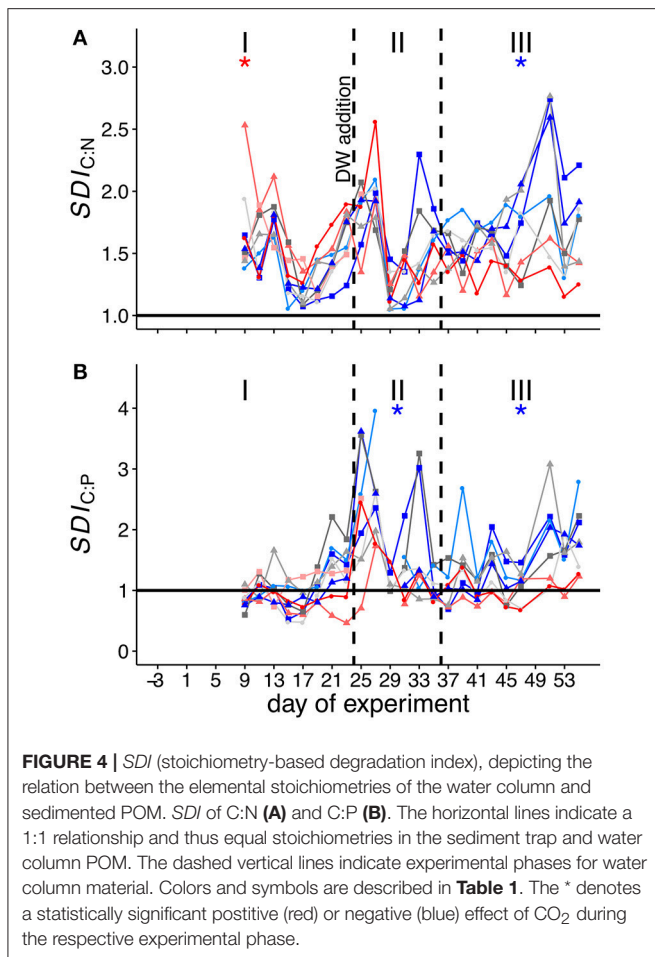 A
I
II
III
*
*
DW addition
3.0
2.5
2.0
1.5
1.0
SDI C:N
B
I
II
III
*
*
4
3
2
1
0
SDI C:P
−3 1 5 9 13 17 21 25 29 33 37 41 45 49 53
day of experiment
FIGURE 4 | SDI (stoichiometry-based degradation index), depicting the
relation between the elemental stoichiometries of the water column and
sedimented POM. SDI of C:N (A) and C:P (B). The horizontal lines indicate a
1:1 relationship and thus equal stoichiometries in the sediment trap and water
column POM. The dashed vertical lines indicate experimental phases for water
column material. Colors and symbols are described in Table 1. The * denotes
a statistically significant postitive (red) or negative (blue) effect of CO2 during
the respective experimental phase.